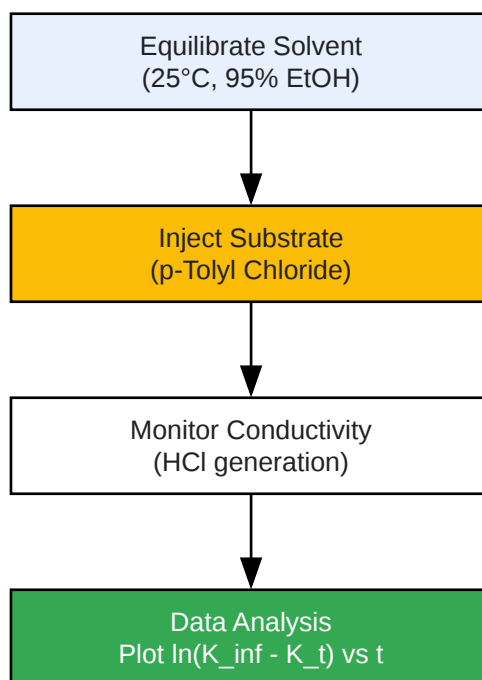 Equilibrate Solvent
(25°C, 95% EtOH)
Inject Substrate
(p-Tolyl Chloride)
Monitor Conductivity
(HCl generation)
Data Analysis
Plot ln(K_inf - K_t) vs t